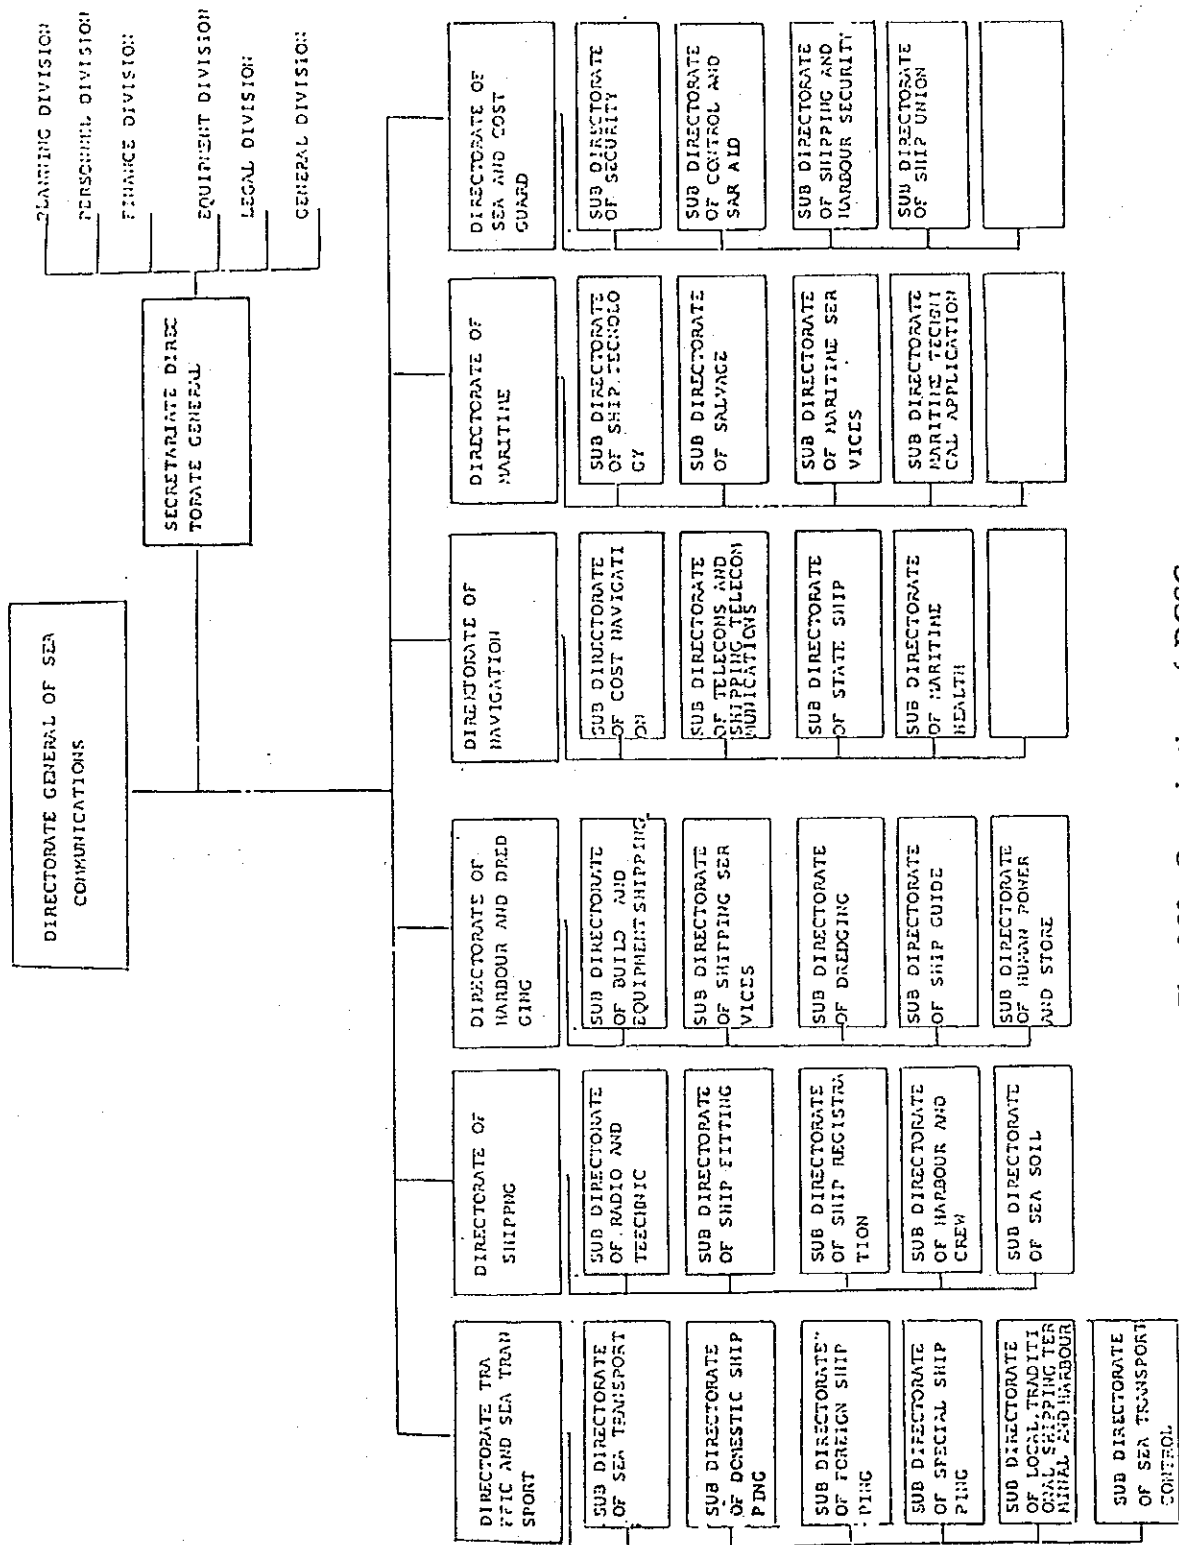 DIRECTORATE GENERAL OF SEA
COMMUNICATIONS
SECRETARIATE DIREC
TORATE GENERAL
PLANNING DIVISION
PERSONNEL DIVISION
FINANCE DIVISION
EQUIPMENT DIVISION
LEGAL DIVISION
GENERAL DIVISION
DIRECTORATE TRA
FFIC AND SEA TRAN
SPORT
SUB DIRECTORATE
OF SEA TRANSPORT
SUB DIRECTORATE
OF DOMESTIC SHIP
PING
SUB DIRECTORATE
OF FOREIGN SHIP
PING
SUB DIRECTORATE
OF SPECIAL SHIP
PING
SUB DIRECTORATE
OF LOCAL,TRADITI
ONAL SHIPPING TER
MINAL AND HARBOUR
SUB DIRECTORATE
OF SEA TRANSPORT
CONTROL
DIRECTORATE OF
SHIPPNG
SUB DIRECTORATE
OF RADIO AND
TEECHNIC
SUB DIRECTORATE
OF SHIP FITTING
SUB DIRECTORATE
OF SHIP REGISTRA
TION
SUB DIRECTORATE
OF HARBOUR AND
CREW
SUB DIRECTORATE
OF SEA SOIL
DIRECTORATE OF
HARBOUR AND DRED
GING
SUB DIRECTORATE
OF BUILD AND
EQUIPMENT SHIPPING
SUB DIRECTORATE
OF SHIPPING SER
VICES
SUB DIRECTORATE
OF DREDGING
SUB DIRECTORATE
OF SHIP GUIDE
SUB DIRECTORATE
OF HUMAN POWER
AND STORE
DIREKTORATE OF
NAVIGATION
SUB DIRECTORATE
OF COST NAVIGATI
ON
SUB DIRECTORATE
OF TELECONS AND
SHIPPING TELECOM
MUNICATIONS
SUB DIRECTORATE
OF STATE SHIP
SUB DIRECTORATE
OF MARITIME
HEALTH
DIRECTORATE OF
MARITIME
SUB DIRECTORATE
OF SHIP.TECNOLO
GY
SUB DIRECTORATE
OF SALVAGE
SUB DIRECTORATE
OF MARITIME SER
VICES
SUB DIRECTORATE
MARITIME TECHNI
CAL APPLICATION
DIRECTORATE OF
SEA AND COST
GUARD
SUB DIRECTORATE
OF SECURITY
SUB DIRECTORATE
OF CONTROL AND
SAR AID
SUB DIRECTORATE
OF SHIPPING AND
HARBOUR SECURITY
SUB DIRECTORATE
OF SHIP UNION